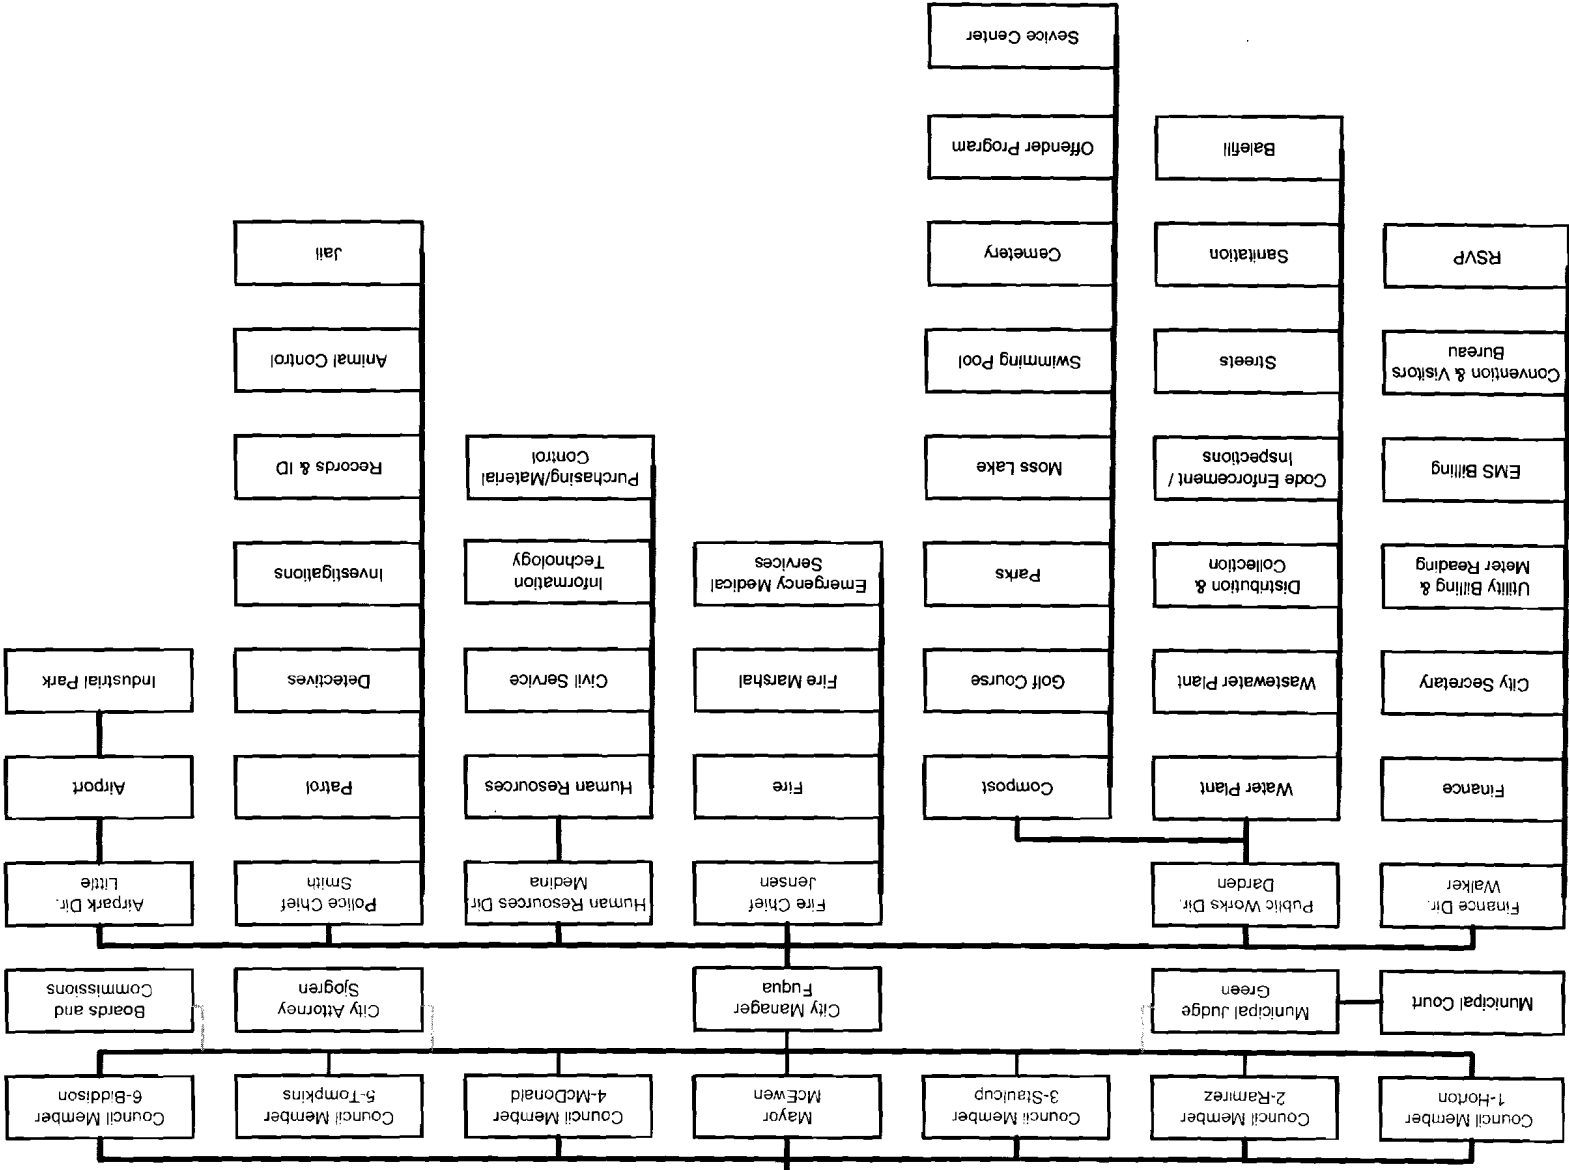 Council Member
1-Horton
Council Member
2-Ramirez
Council Member
3-Staulcup
Mayor
McEwen
Council Member
4-McDonald
Council Member
5-Tompkins
Council Member
6-Biddison
Municipal Court
Municipal Judge
Green
City Manager
Fuqua
City Attorney
Sjogren
Boards and
Commissions
Finance Dir.
Walker
Public Works Dir.
Darden
Fire Chief
Jensen
Human Resources Dir
Medina
Police Chief
Smith
Airpark Dir.
Little
Finance
Water Plant
Compost
Fire
Human Resources
Patrol
Airport
City Secretary
Wastewater Plant
Golf Course
Fire Marshal
Civil Service
Detectives
Industrial Park
Utility Billing &
Meter Reading
Distribution &
Collection
Parks
Emergency Medical
Services
Information
Technology
Investigations
EMS Billing
Code Enforcement /
Inspections
Moss Lake
Purchasing/Material
Control
Records & ID
Convention & Visitors
Bureau
Streets
Swimming Pool
Animal Control
RSVP
Sanitation
Cemetery
Jail
Balefill
Offender Program
Sevice Center